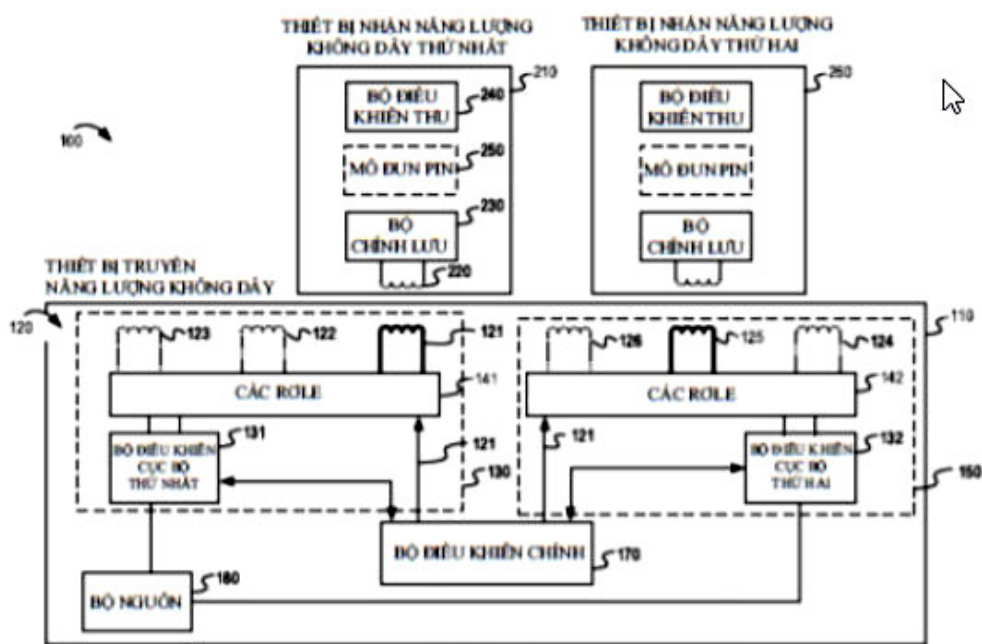 THIẾT BỊ NHẬN NĂNG LƯỢNG
KHÔNG DÂY THỨ NHẤT
THIẾT BỊ NHẬN NĂNG LƯỢNG
KHÔNG DÂY THỨ HAI
210
260
BỘ ĐIỀU
KHIỂN THU
240
BỘ ĐIỀU
KHIỂN THU
100
MÔ ĐUN PIN
250
MÔ ĐUN PIN
BỘ
CHỈNH LƯU
230
BỘ
CHỈNH LƯU
220
THIẾT BỊ TRUYỀN
NĂNG LƯỢNG KHÔNG DÂY
120
123
122
121
126
125
124
110
CÁC RƠLE
141
CÁC RƠLE
142
BỘ ĐIỀU KHIỂN
CỤC BỘ
THỨ NHẤT
131
121
130
121
BỘ ĐIỀU KHIỂN
CỤC BỘ
THỨ HAI
132
150
BỘ ĐIỀU KHIỂN CHÍNH
170
BỘ NGUỒN
180